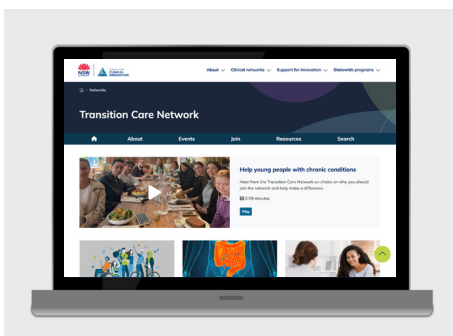 NSW
CLINICAL
INNOVATION
About
Clinical networks
Support for innovation
Statewide programs
Networks
Transition Care Network
About
Events
Join
Resources
Search
Help young people with chronic conditions
Hear from the Transition Care Network co-chairs on why you should
join the network and help make a difference.
2:09 minutes
Play